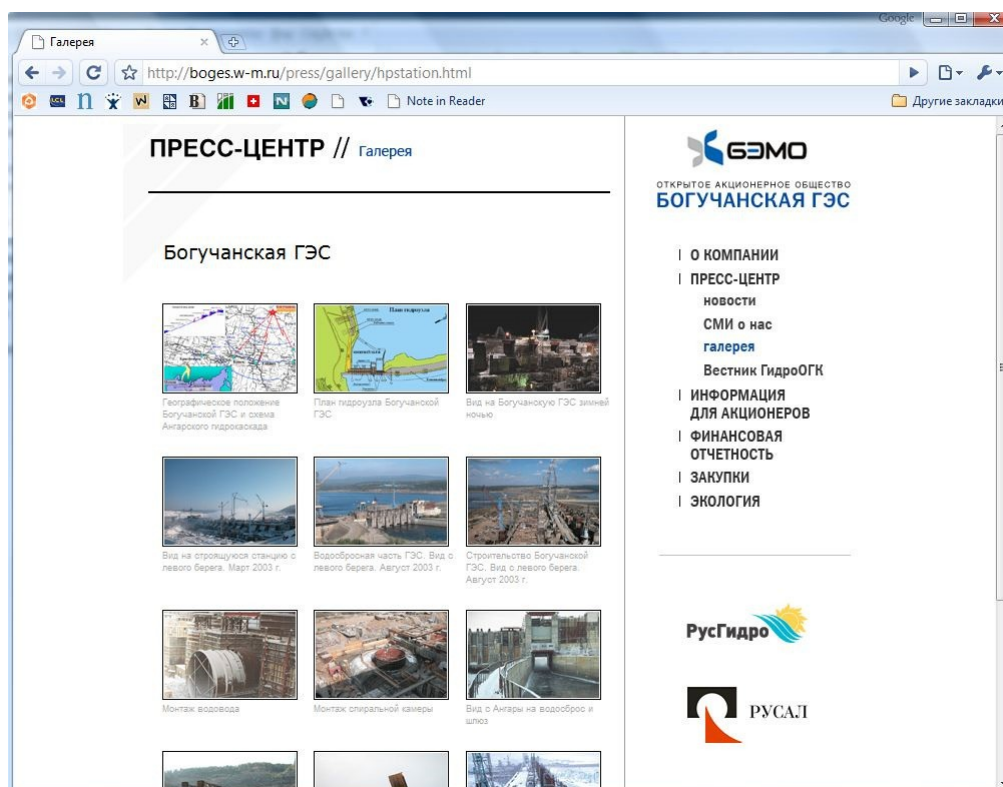 Google
Галерея
http://boges.w-m.ru/press/gallery/hpstation.html
LCL
Note in Reader
Другие закладки
ПРЕСС-ЦЕНТР // Галерея
Богучанская ГЭС
План гидроузла
Географическое положение
Богучанской ГЭС и схема
Ангарского гидрокаскада
План гидроузла Богучанской
ГЭС
Вид на Богучанскую ГЭС зимней
ночью
Вид на строящуюся станцию с
левого берега. Март 2003 г.
Водосбросная часть ГЭС. Вид с
левого берега. Август 2003 г.
Строительство Богучанской
ГЭС. Вид с левого берега.
Август 2003 г.
Монтаж водовода
Монтаж спиральной камеры
Вид с Ангары на водосброс и
шлюз
БЭМО
ОТКРЫТОЕ АКЦИОНЕРНОЕ ОБЩЕСТВО
БОГУЧАНСКАЯ ГЭС
О КОМПАНИИ
ПРЕСС-ЦЕНТР
новости
СМИ о нас
галерея
Вестник ГидроОГК
ИНФОРМАЦИЯ
ДЛЯ АКЦИОНЕРОВ
ФИНАНСОВАЯ
ОТЧЕТНОСТЬ
ЗАКУПКИ
ЭКОЛОГИЯ
РусГидро
РУСАЛ